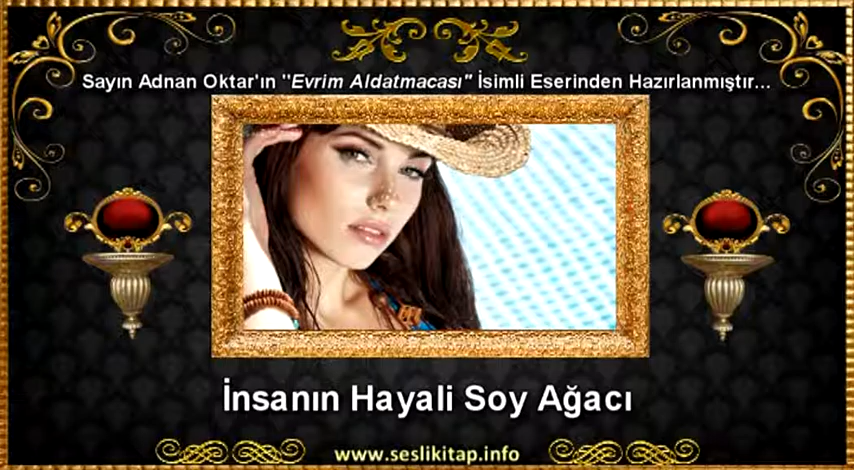 Sayın Adnan Oktar'ın ''Evrim Aldatmacası" İsimli Eserinden Hazırlanmıştır...
İnsanın Hayali Soy Ağacı
www.seslikitap.info